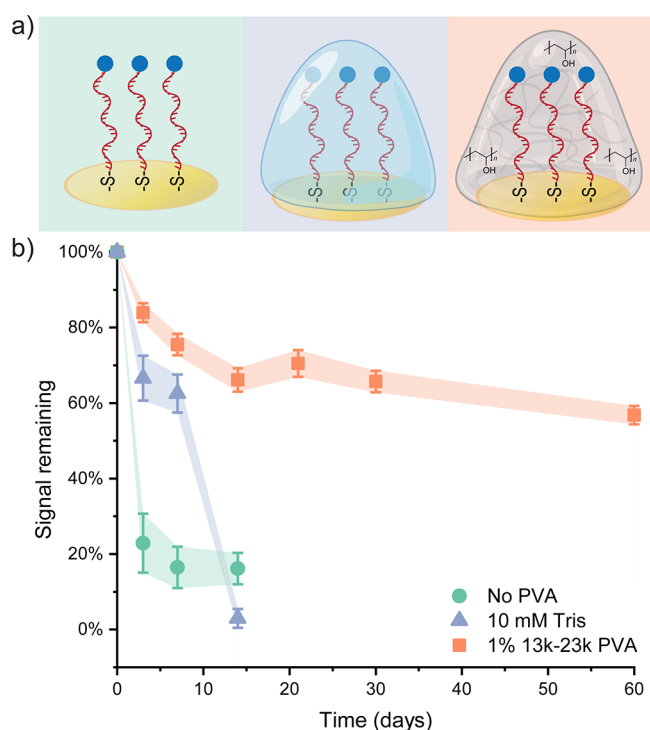 a)
[ ]n
OH
[ ]n
OH
[ ]n
OH
-S- -S- -S-
-S- -S- -S-
-S- -S- -S-
b)
100%
80%
60%
40%
20%
0%
Signal remaining
0 10 20 30 40 50 60
Time (days)
No PVA
10 mM Tris
1% 13k-23k PVA